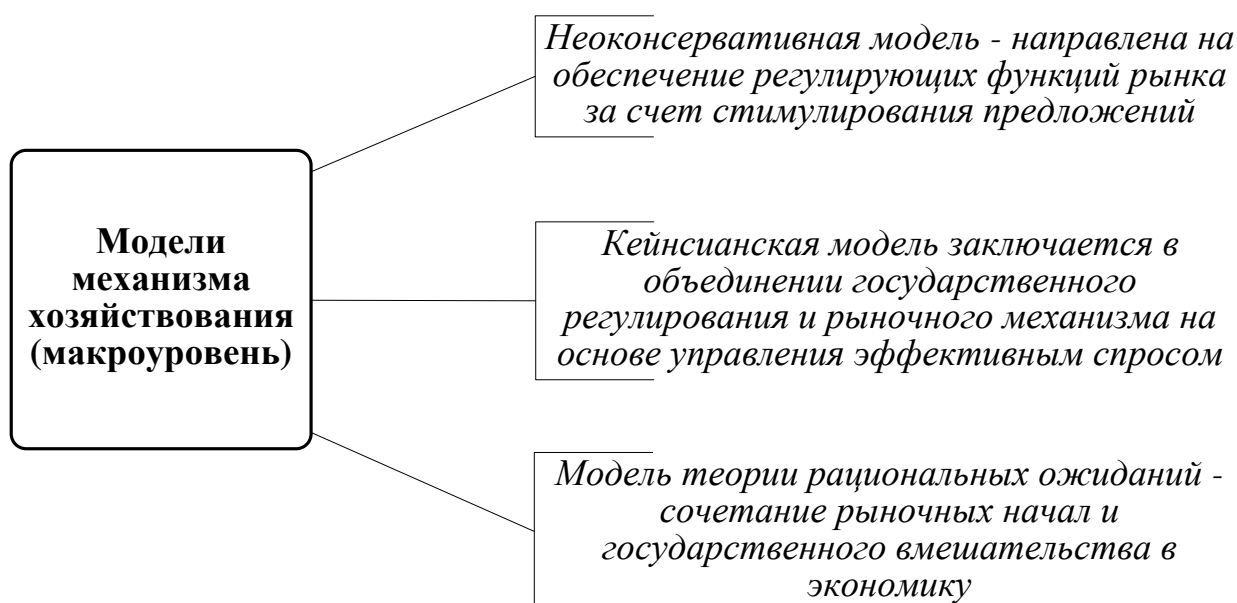 Неоконсервативная модель - направлена на
обеспечение регулирующих функций рынка
за счет стимулирования предложений
Модели
механизма
хозяйствования
(макроуровень)
Кейнсианская модель заключается в
объединении государственного
регулирования и рыночного механизма на
основе управления эффективным спросом
Модель теории рациональных ожиданий -
сочетание рыночных начал и
государственного вмешательства в
экономику